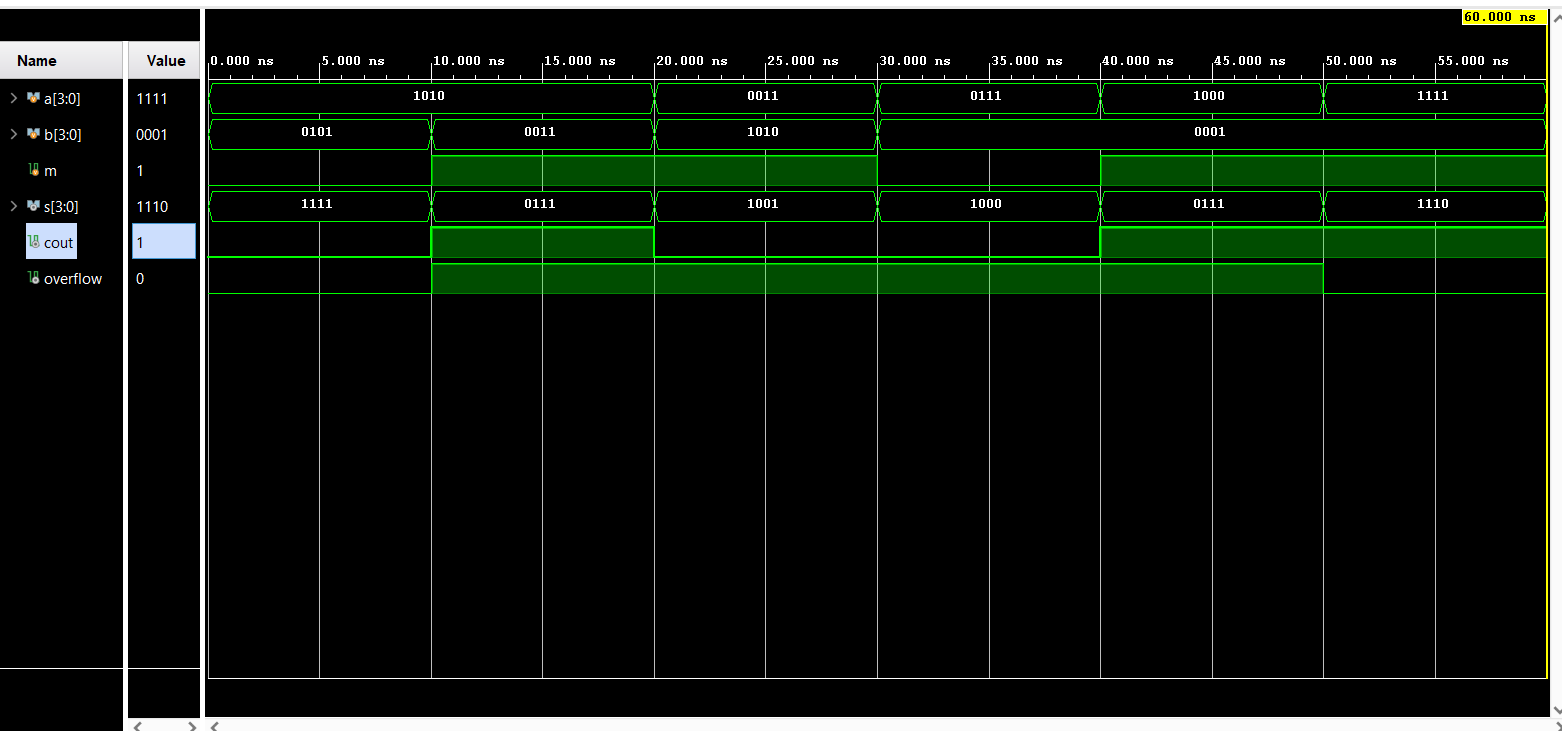 60.000 ns
Name Value 0.000 ns 5.000 ns 10.000 ns 15.000 ns 20.000 ns 25.000 ns 30.000 ns 35.000 ns 40.000 ns 45.000 ns 50.000 ns 55.000 ns
a[3:0] 1111 1010 0011 0111 1000 1111
b[3:0] 0001 0101 0011 1010 0001
m 1
s[3:0] 1110 1111 0111 1001 1000 0111 1110
cout 1
overflow 0